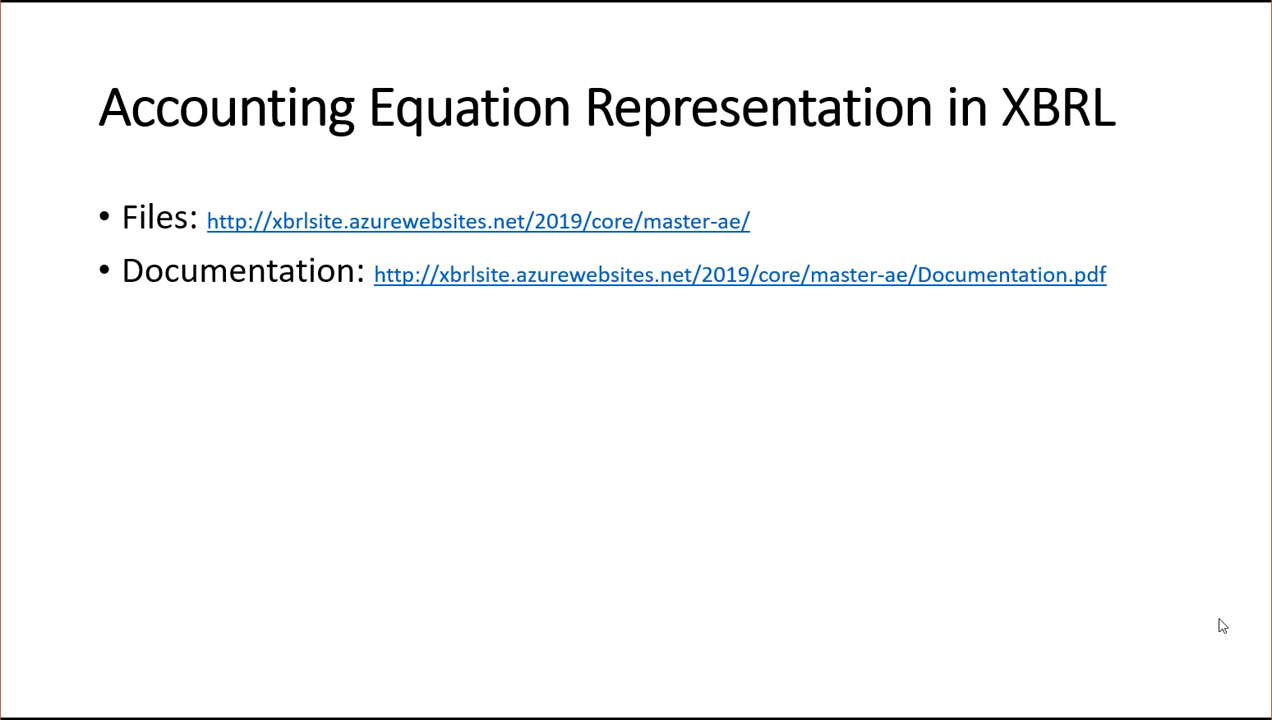 Accounting Equation Representation in XBRL
• Files: http://xbrlsite.azurewebsites.net/2019/core/master-ae/
• Documentation: http://xbrlsite.azurewebsites.net/2019/core/master-ae/Documentation.pdf